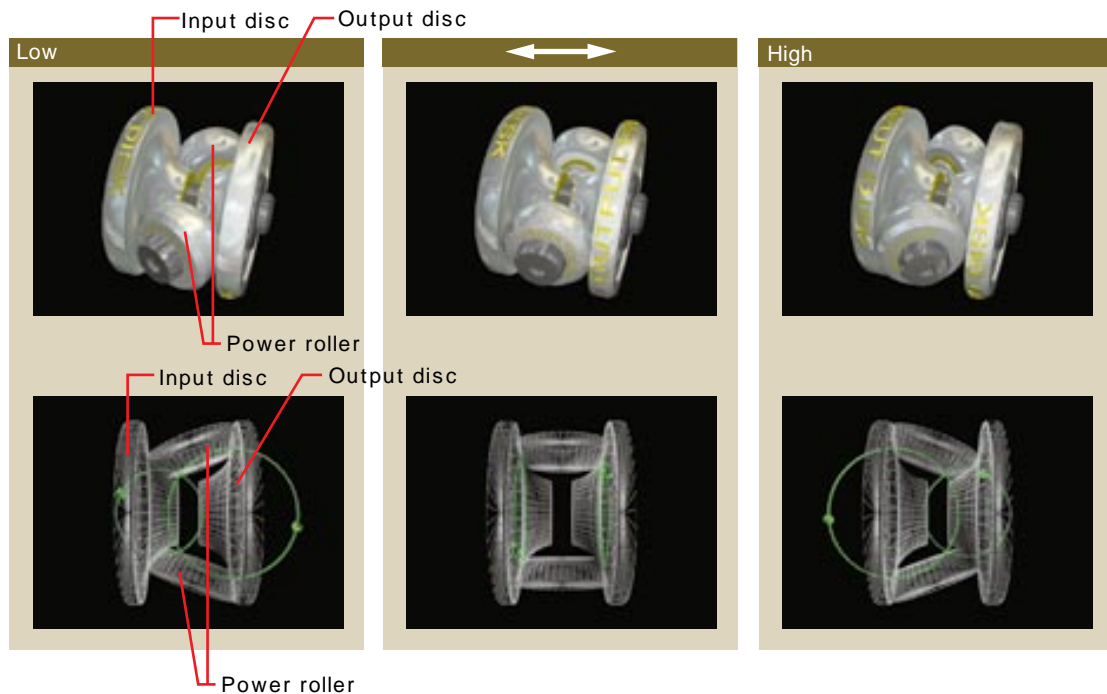 Input disc
Output disc
Low
High
Power roller
Input disc
Output disc
Power roller